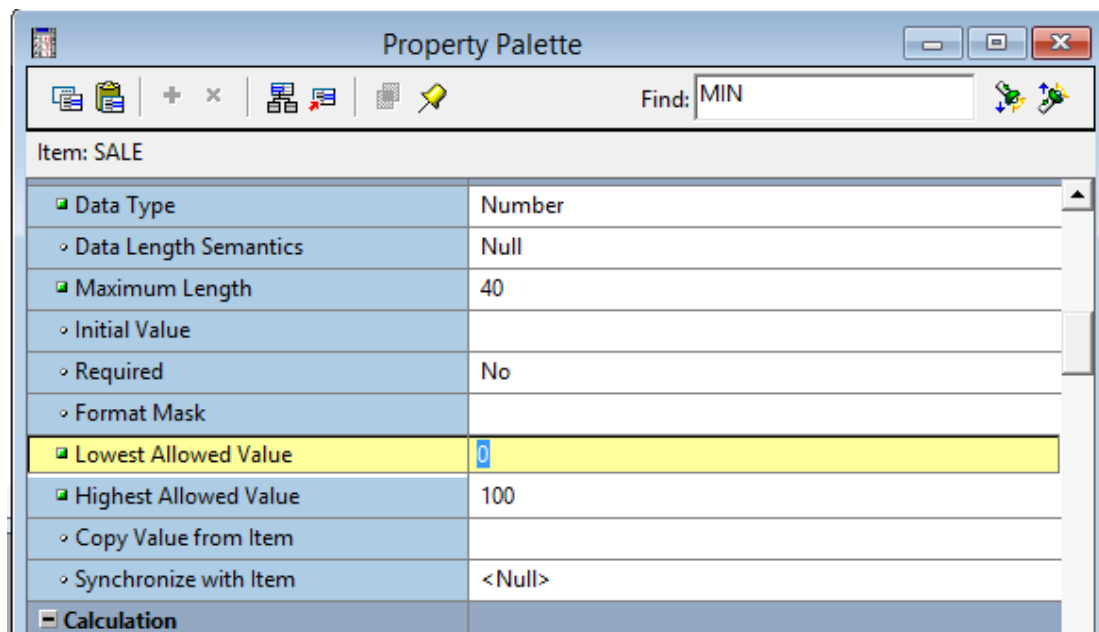 Property Palette
Find: MIN
Item: SALE
Data Type Number
Data Length Semantics Null
Maximum Length 40
Initial Value
Required No
Format Mask
Lowest Allowed Value 0
Highest Allowed Value 100
Copy Value from Item
Synchronize with Item <Null>
Calculation